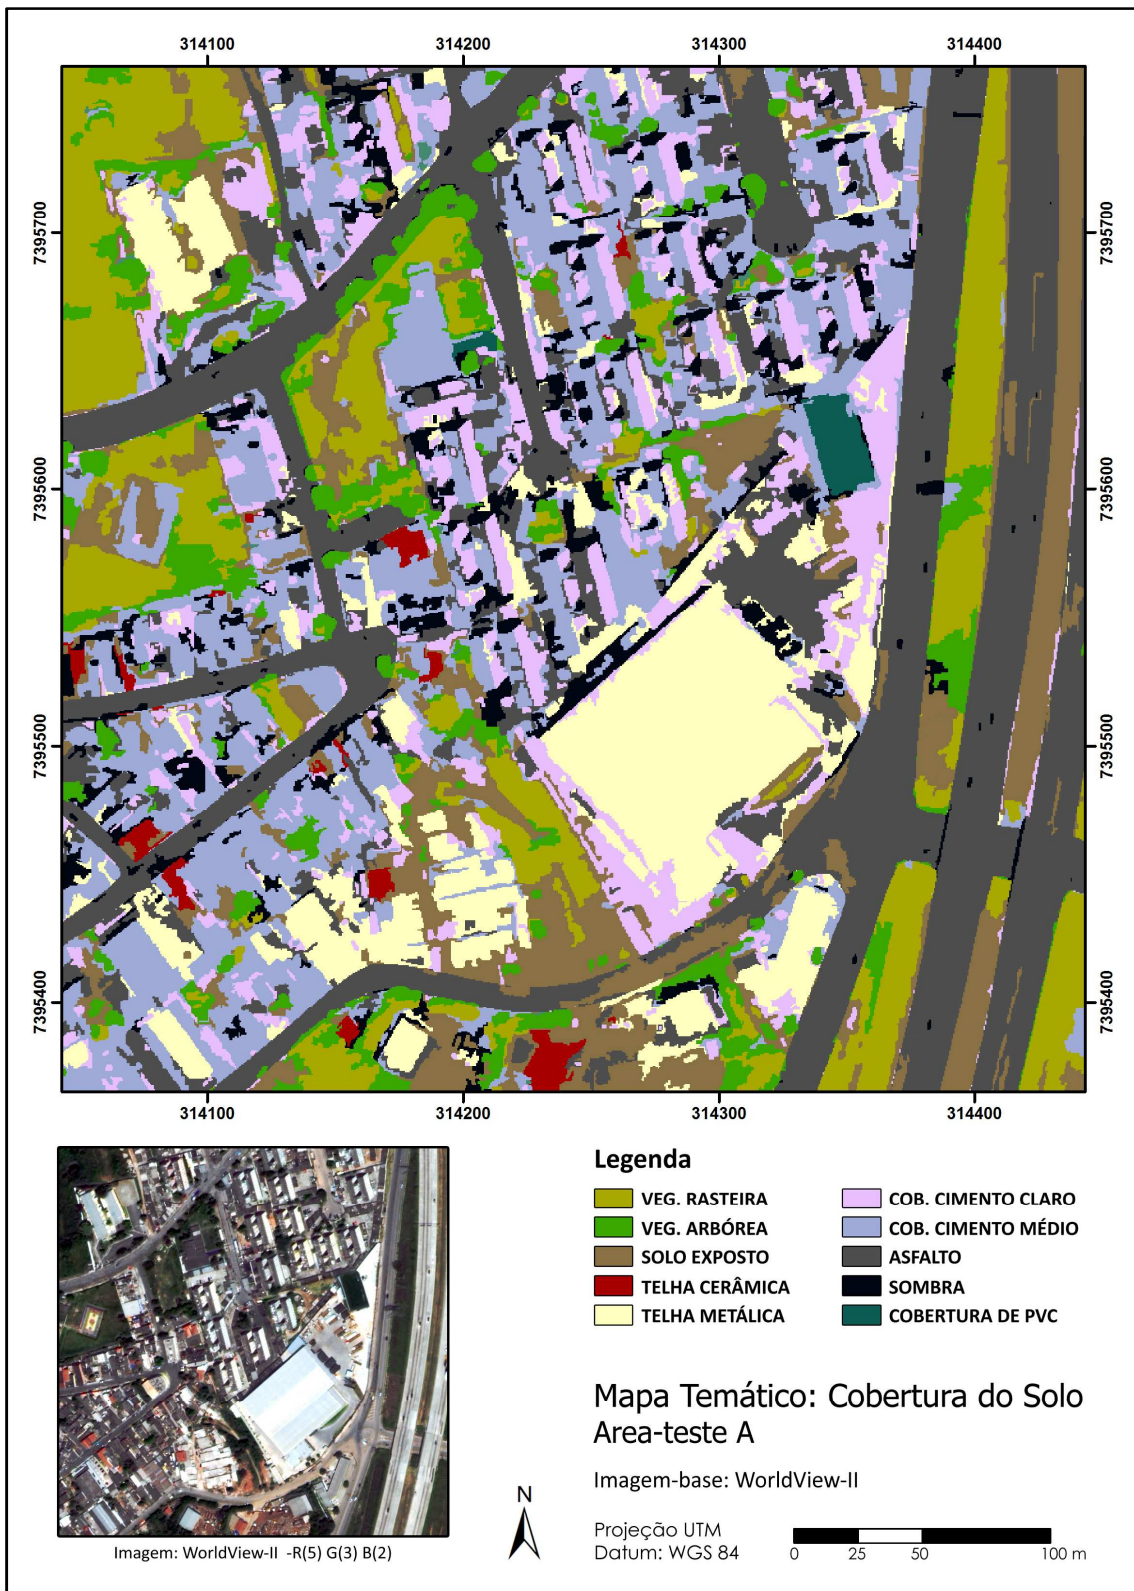 314100 314200 314300 314400
7395700 7395700
7395600 7395600
7395500 7395500
7395400 7395400
314100 314200 314300 314400
Legenda
VEG. RASTEIRA
VEG. ARBÓREA
SOLO EXPOSTO
TELHA CERÂMICA
TELHA METÁLICA
COB. CIMENTO CLARO
COB. CIMENTO MÉDIO
ASFALTO
SOMBRA
COBERTURA DE PVC
Mapa Temático: Cobertura do Solo
Area-teste A
Imagem-base: WorldView-II
Projeção UTM
Datum: WGS 84
0 25 50 100 m
N
Imagem: WorldView-II -R(5) G(3) B(2)